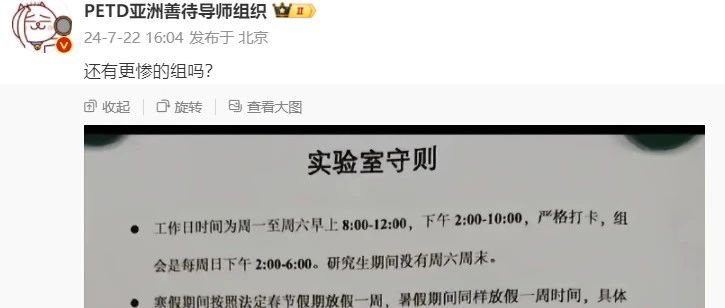 PETD亚洲善待导师组织
24-7-22 16:04 发布于 北京
还有更惨的组吗？
收起 旋转 查看大图
实验室守则
● 工作日时间为周一至周六早上 8:00-12:00，下午 2:00-10:00，严格打卡，组
会是每周日下午 2:00-6:00。研究生期间没有周六周末。
● 寒假期间按照法定春节假期放假一周，暑假期间同样放假一周时间，具体